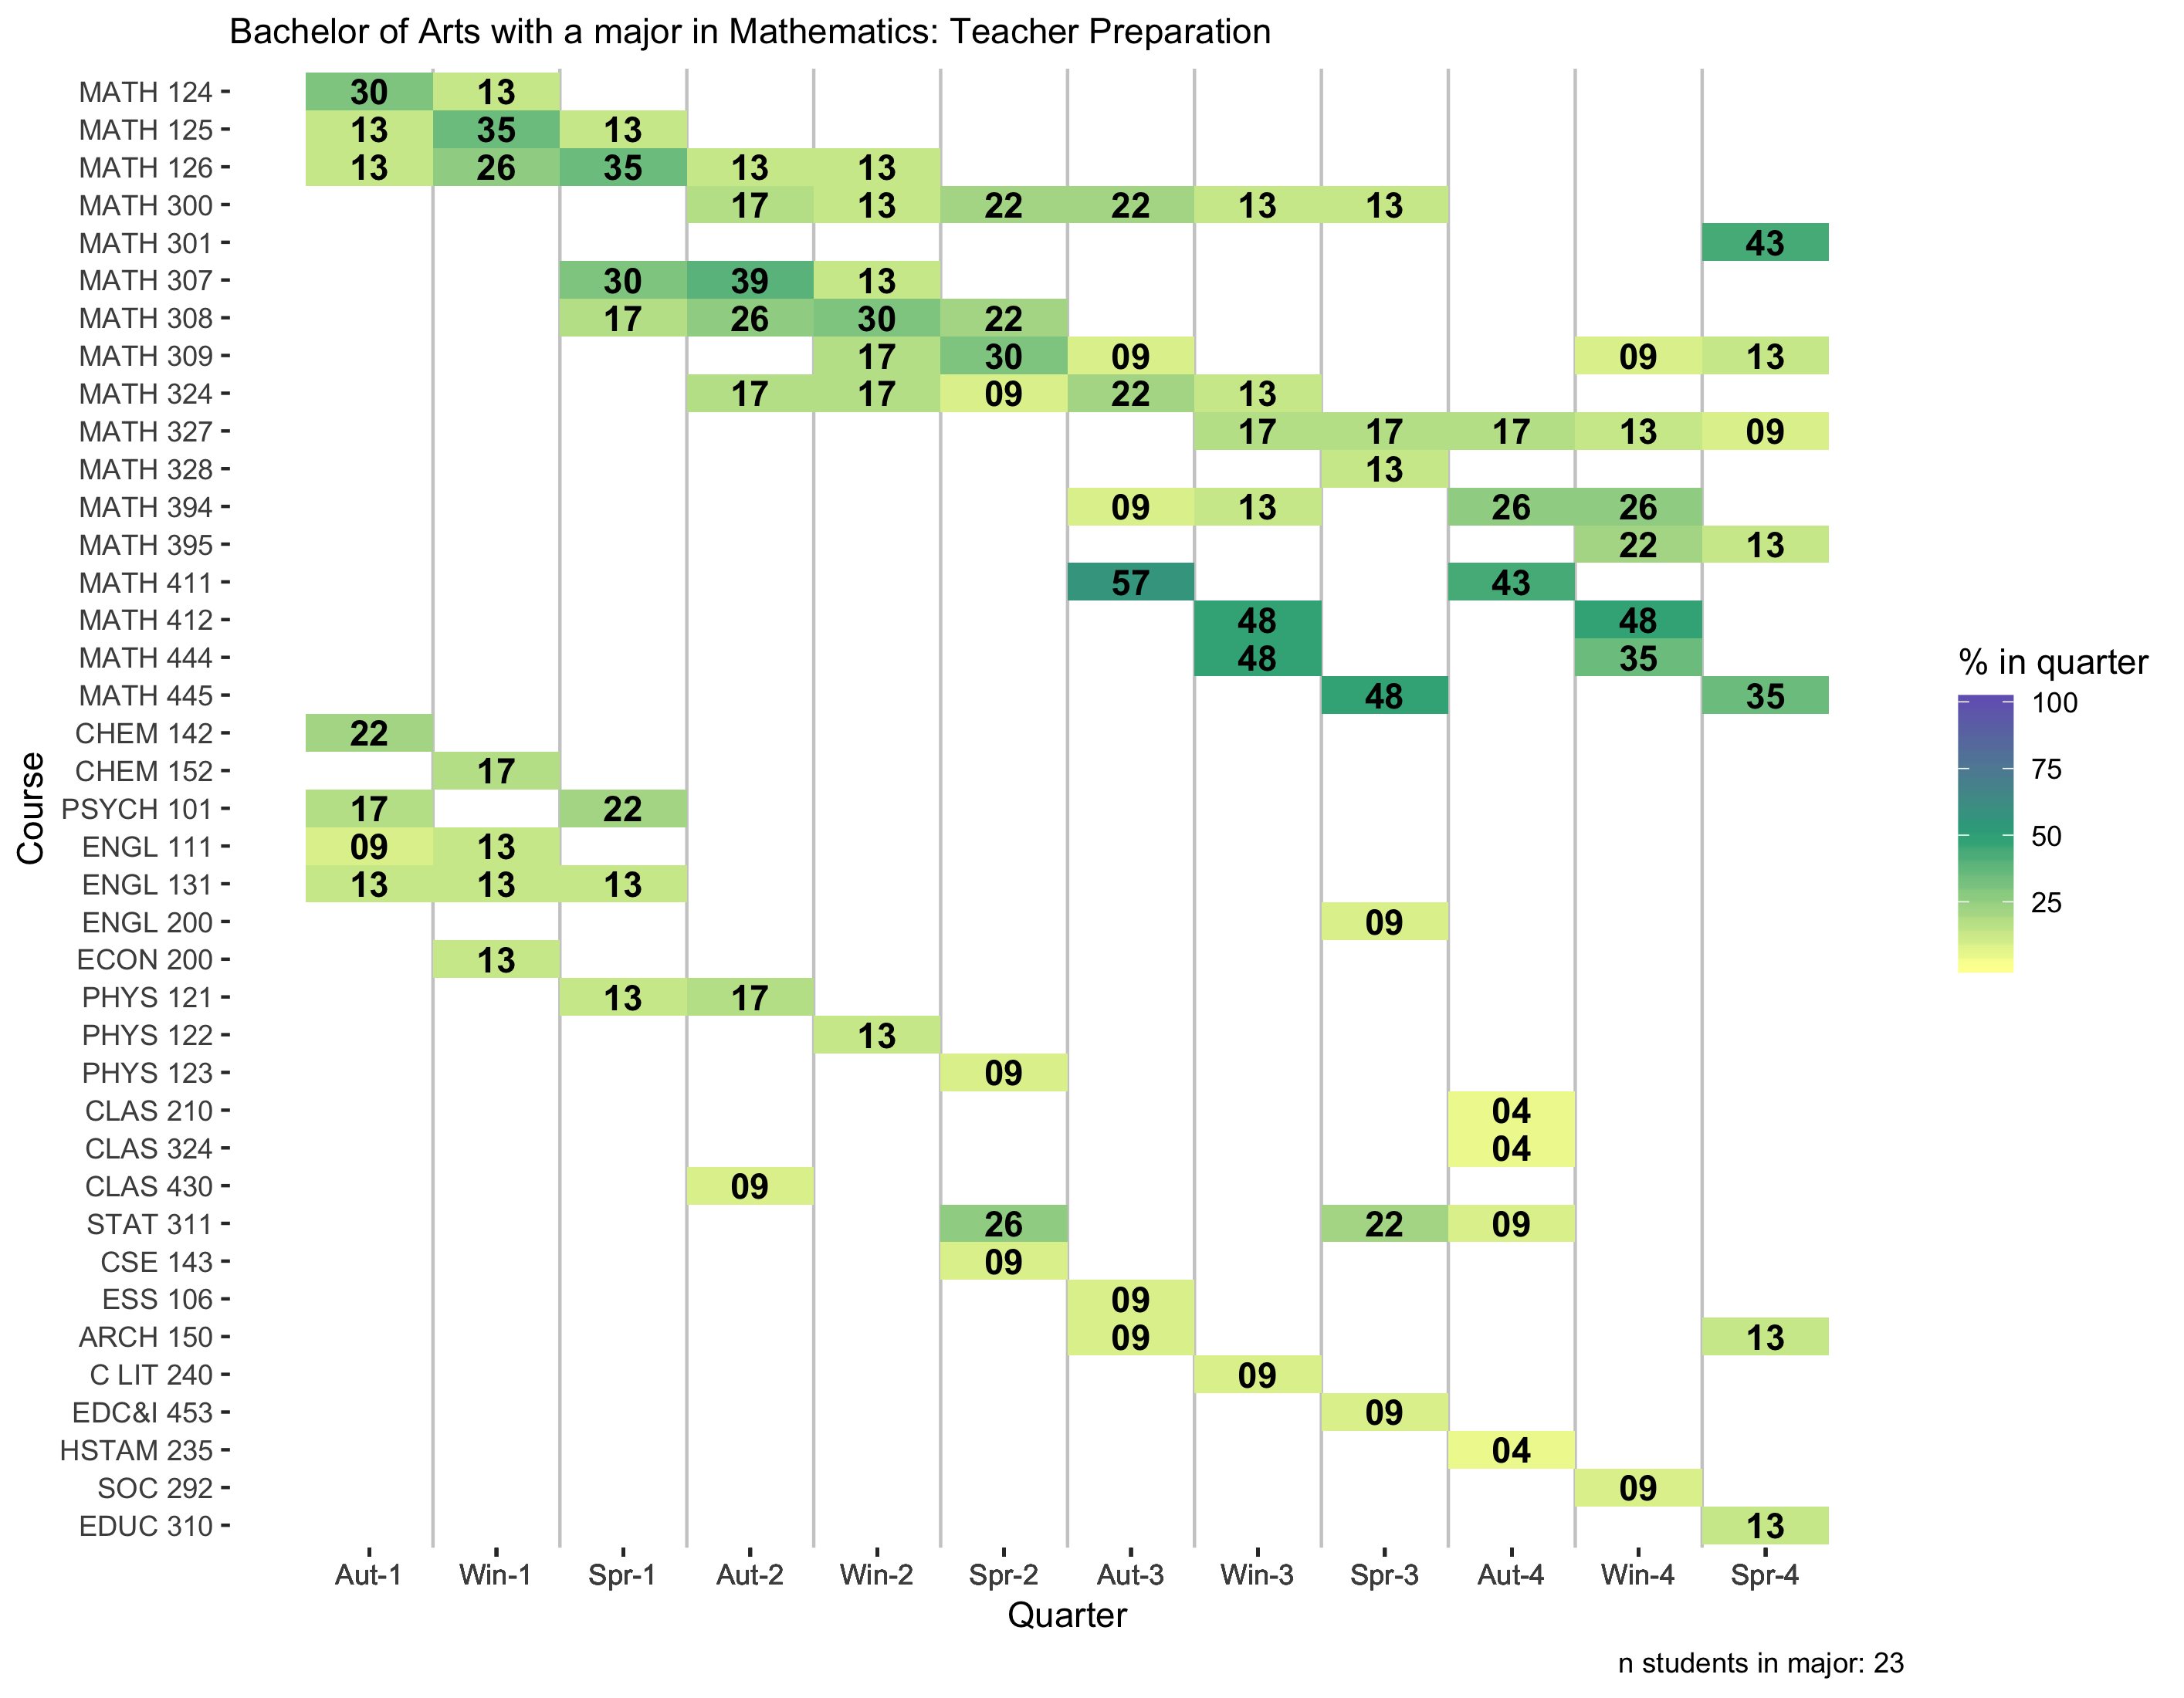 Bachelor of Arts with a major in Mathematics: Teacher Preparation
MATH 124 30 13
MATH 125 13 35 13
MATH 126 13 26 35 13 13
MATH 300 17 13 22 22 13 13
MATH 301 43
MATH 307 30 39 13
MATH 308 17 26 30 22
MATH 309 17 30 09 09 13
MATH 324 17 17 09 22 13
MATH 327 17 17 17 13 09
MATH 328 13
MATH 394 09 13 26 26
MATH 395 22 13
MATH 411 57 43
MATH 412 48 48
MATH 444 48 35
MATH 445 48 35
CHEM 142 22
CHEM 152 17
PSYCH 101 17 22
ENGL 111 09 13
ENGL 131 13 13 13
ENGL 200 09
ECON 200 13
PHYS 121 13 17
PHYS 122 13
PHYS 123 09
CLAS 210 04
CLAS 324 04
CLAS 430 09
STAT 311 26 22 09
CSE 143 09
ESS 106 09
ARCH 150 09 13
C LIT 240 09
EDC&I 453 09
HSTAM 235 04
SOC 292 09
EDUC 310 13
Course
Aut-1 Win-1 Spr-1 Aut-2 Win-2 Spr-2 Aut-3 Win-3 Spr-3 Aut-4 Win-4 Spr-4
Quarter
% in quarter
100
75
50
25
n students in major: 23